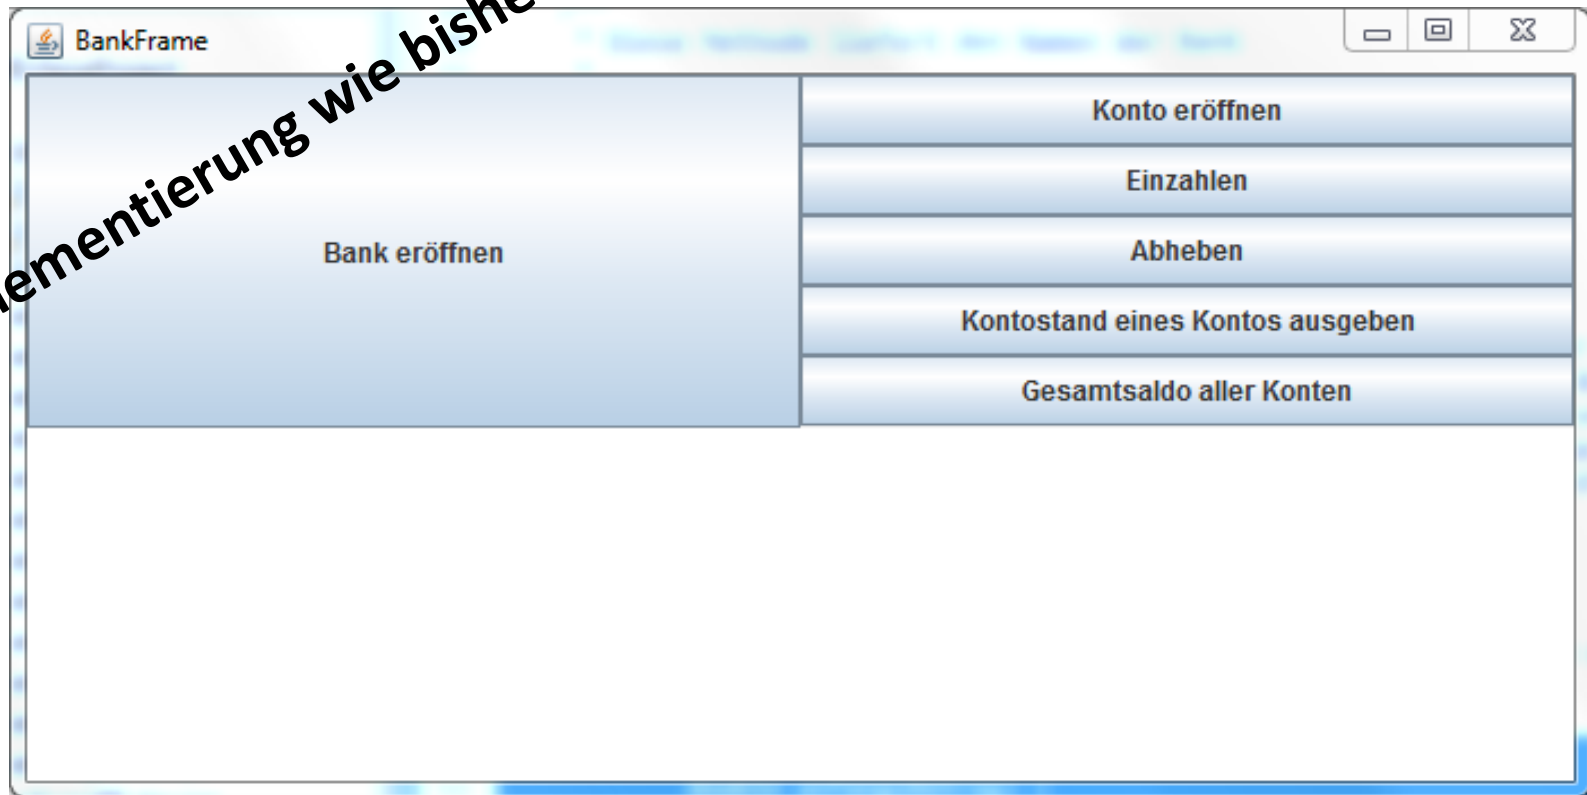 BankFrame
ementierung wie bishe
Bank eröffnen
Konto eröffnen
Einzahlen
Abheben
Kontostand eines Kontos ausgeben
Gesamtsaldo aller Konten